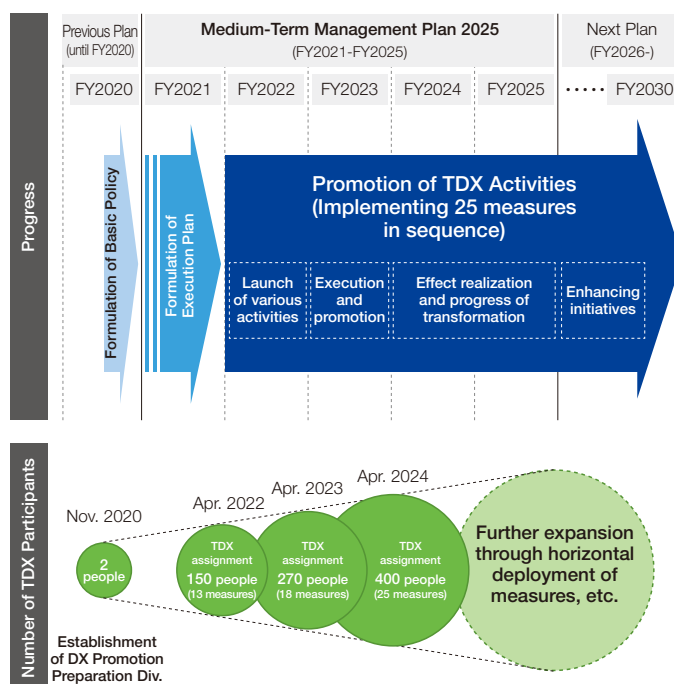 Previous Plan
(until FY2020)
Medium-Term Management Plan 2025
(FY2021-FY2025)
Next Plan
(FY2026-)
FY2020
FY2021
FY2022
FY2023
FY2024
FY2025
•••••
FY2030
Progress
Formulation of Basic Policy
Formulation of
Execution Plan
Promotion of TDX Activities
(Implementing 25 measures
in sequence)
Launch
of various
activities
Execution
and
promotion
Effect realization
and progress of
transformation
Enhancing
initiatives
Number of TDX Participants
Nov. 2020
2
people
Establishment
of DX Promotion
Preparation Div.
Apr. 2022
TDX
assignment
150 people
(13 measures)
Apr. 2023
TDX
assignment
270 people
(18 measures)
Apr. 2024
TDX
assignment
400 people
(25 measures)
Further expansion
through horizontal
deployment of
measures, etc.